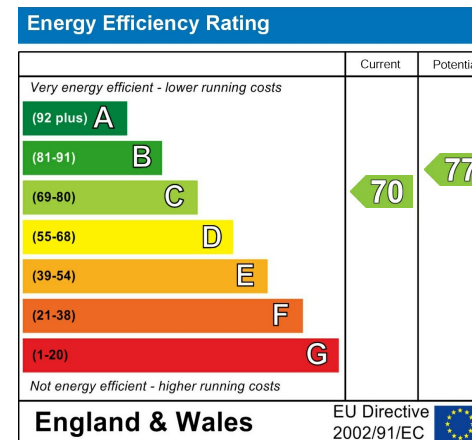 Energy Efficiency Rating
Current Potentia
Very energy efficient - lower running costs
(92 plus) A
(81-91) B
77
(69-80) C 70
(55-68) D
(39-54) E
(21-38) F
(1-20) G
Not energy efficient - higher running costs
England & Wales
EU Directive
2002/91/EC